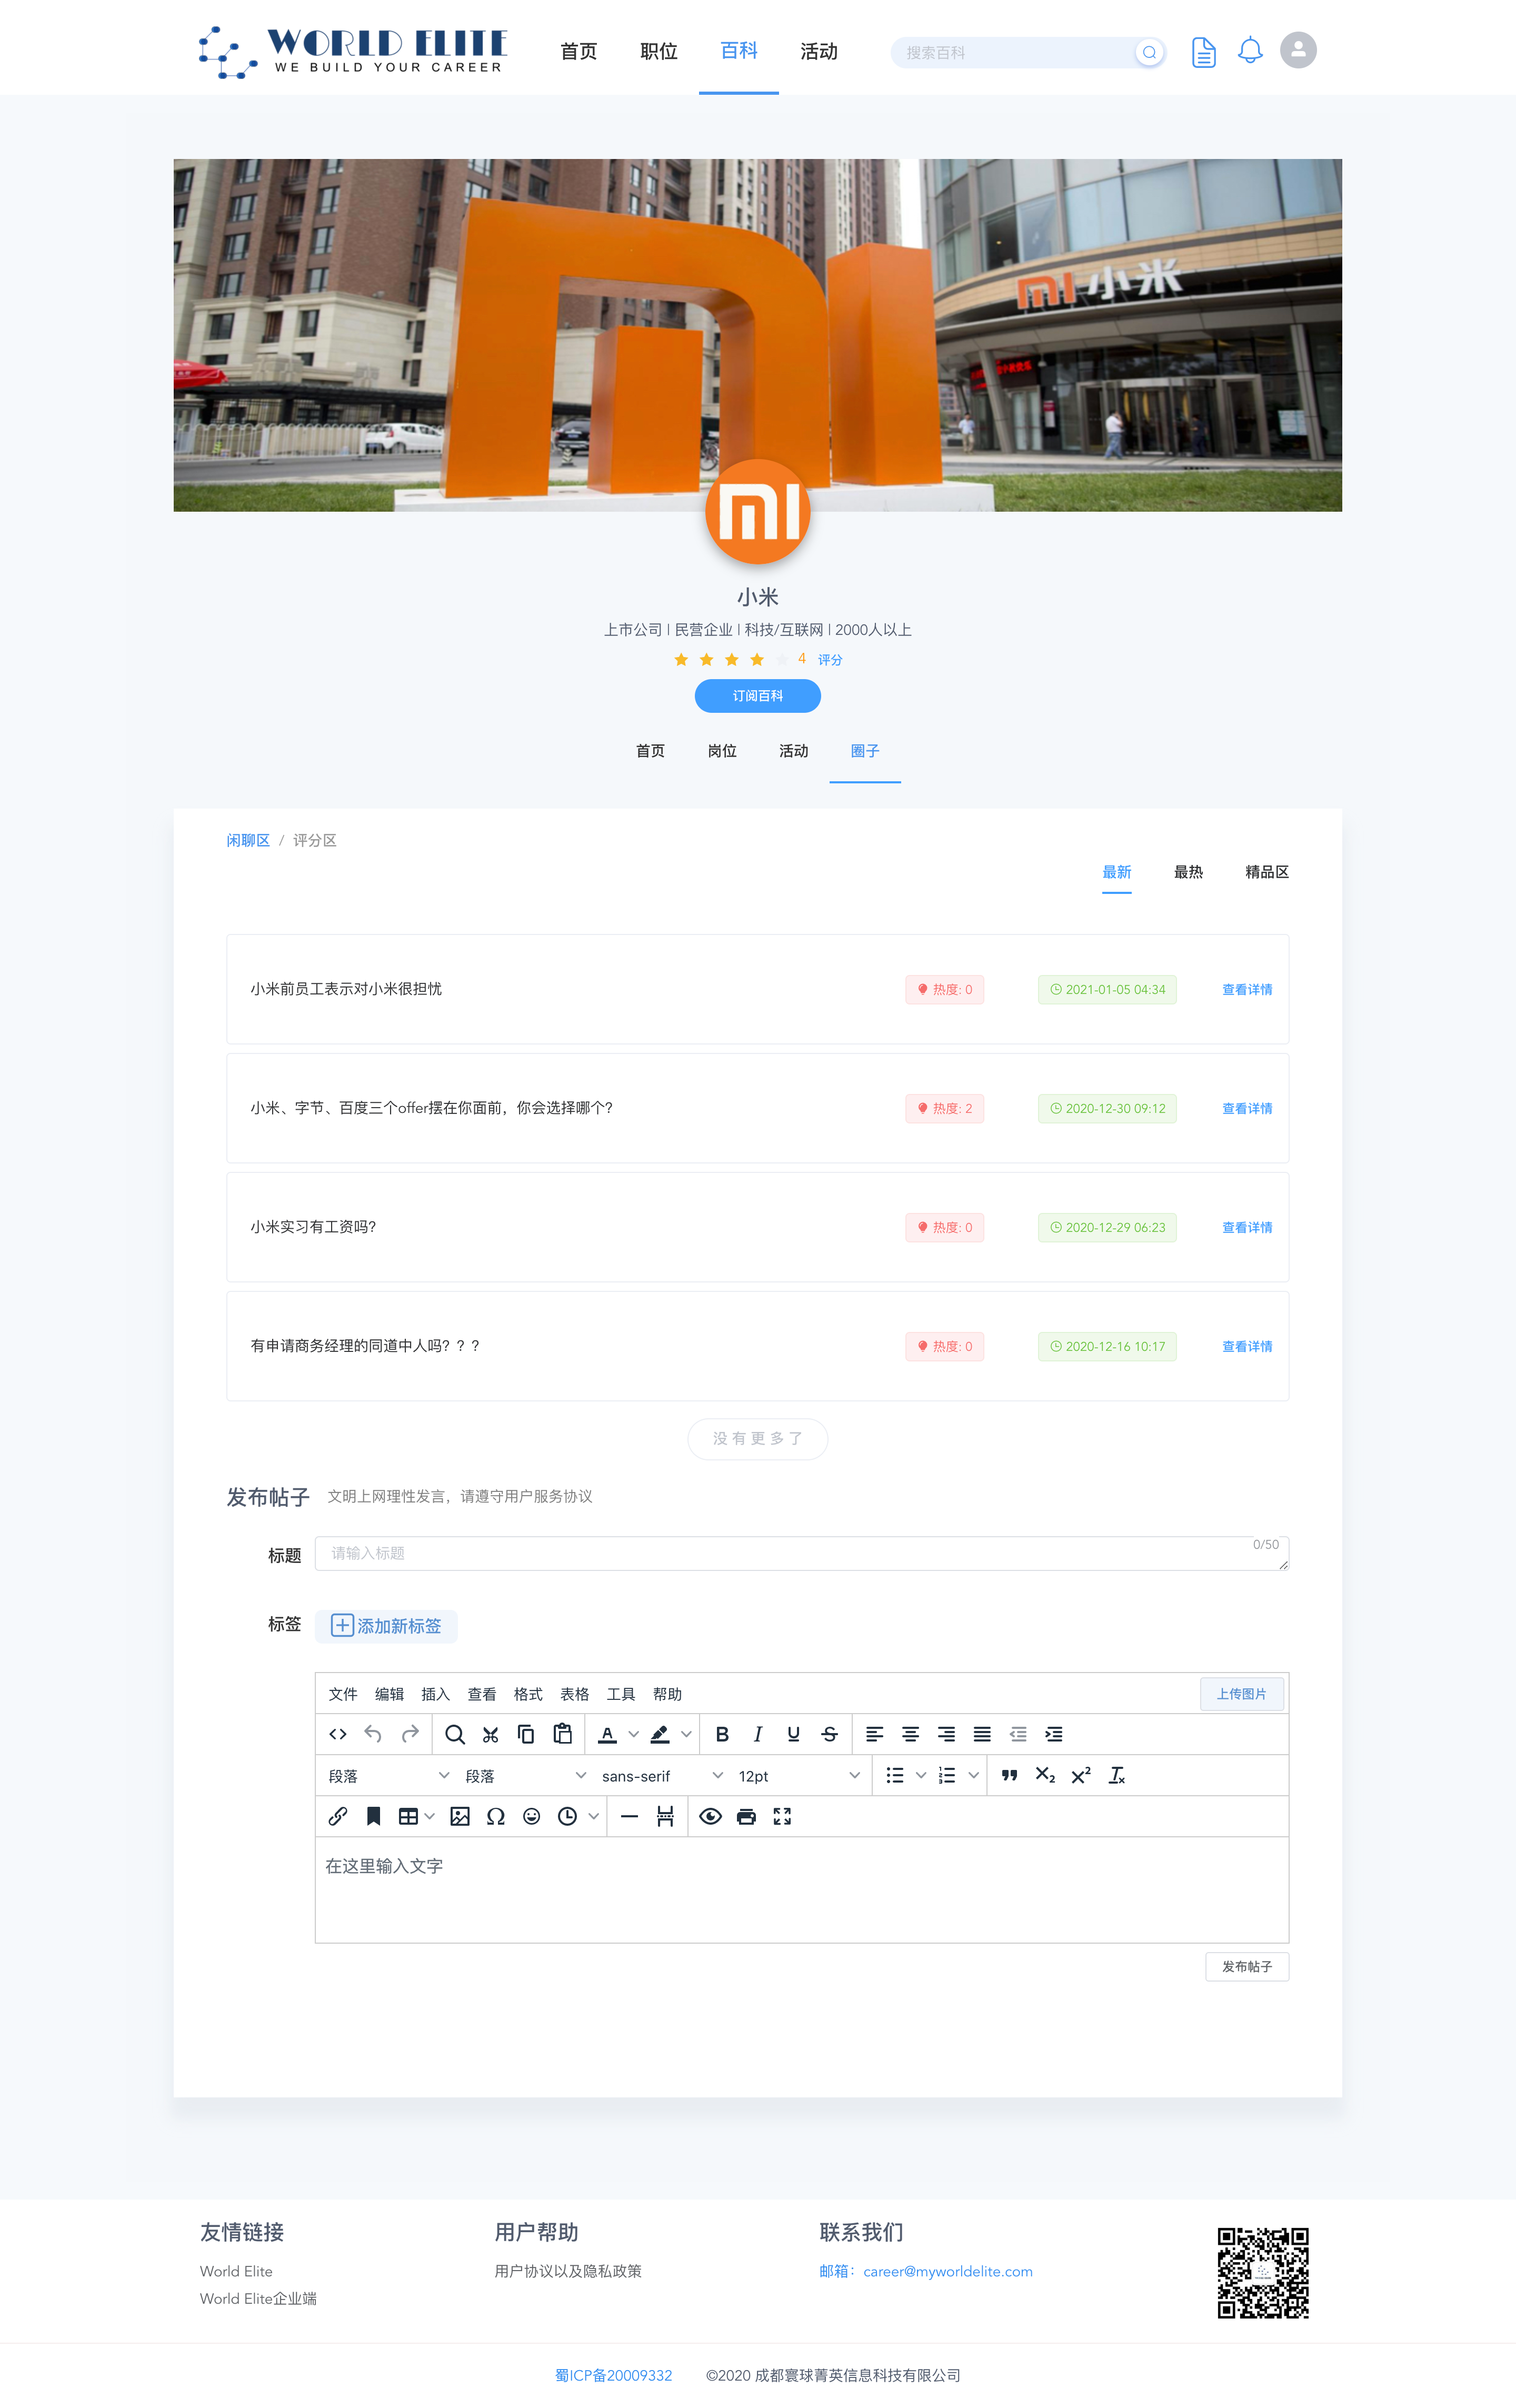 WORLD ELITE
WE BUILD YOUR CAREER
首页 职位 百科 活动
搜索百科
小米
小米
上市公司 | 民营企业 | 科技/互联网 | 2000人以上
4 评分
订阅百科
首页 岗位 活动 圈子
闲聊区 / 评分区
最新 最热 精品区
小米前员工表示对小米很担忧 热度: 0 2021-01-05 04:34 查看详情
小米、字节、百度三个offer摆在你面前，你会选择哪个? 热度: 2 2020-12-30 09:12 查看详情
小米实习有工资吗? 热度: 0 2020-12-29 06:23 查看详情
有申请商务经理的同道中人吗？？？ 热度: 0 2020-12-16 10:17 查看详情
没有更多了
发布帖子 文明上网理性发言，请遵守用户服务协议
标题 请输入标题 0/50
标签 添加新标签
文件 编辑 插入 查看 格式 表格 工具 帮助 上传图片
段落 段落 sans-serif 12pt
在这里输入文字
发布帖子
友情链接 用户帮助 联系我们
World Elite 用户协议以及隐私政策 邮箱：career@myworldelite.com
World Elite企业端
蜀ICP备20009332 ©2020 成都寰球菁英信息科技有限公司